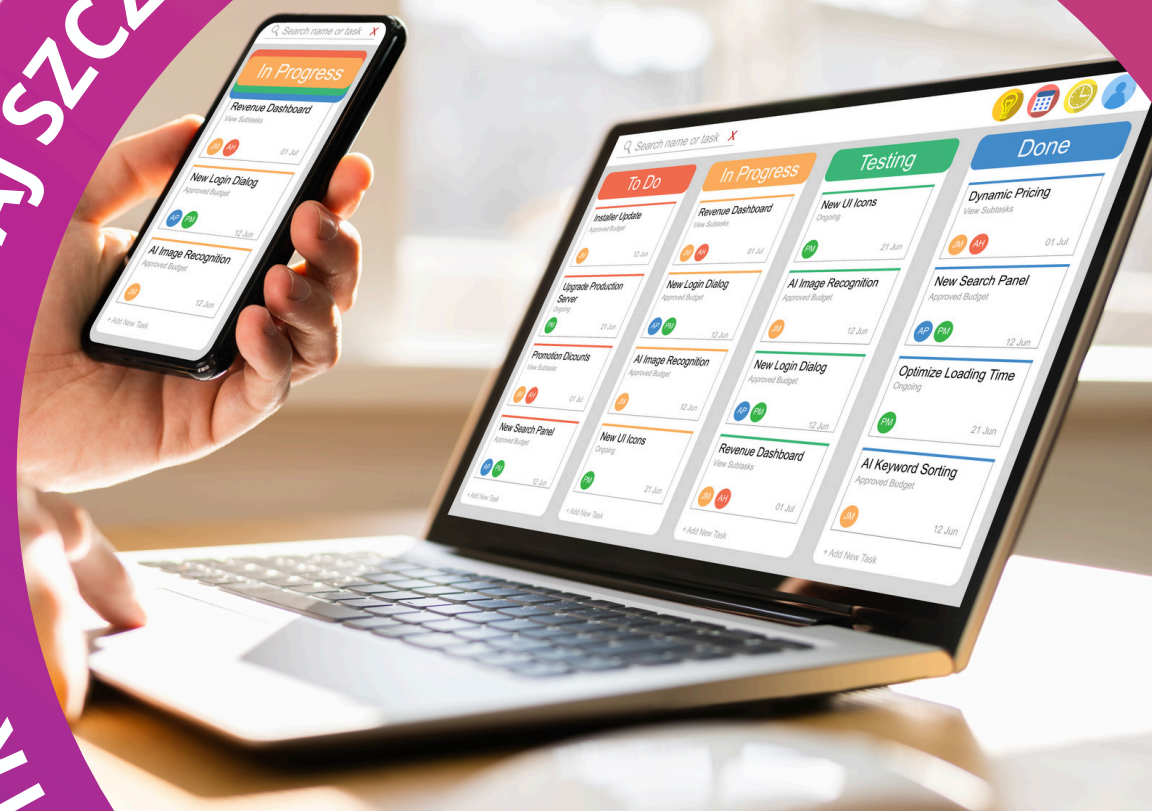 AJ SZCZ
Search name or task X
In Progress
Revenue Dashboard
View Subtasks
JM AH
01 Jul
New Login Dialog
Approved Budget
AP PM
12 Jun
AI Image Recognition
Approved Budget
JM
12 Jun
+ Add New Task
Search name or task X
To Do
Installer Update
Approved Budget
JM
12 Jun
Upgrade Production
Server
Ongoing
PM
21 Jun
Promotion Dicounts
View Subtasks
JM AH
01 Jul
New Search Panel
Approved Budget
AP PM
12 Jun
+ Add New Task
In Progress
Revenue Dashboard
View Subtasks
JM AH
01 Jul
New Login Dialog
Approved Budget
AP PM
12 Jun
AI Image Recognition
Approved Budget
JM
12 Jun
New UI Icons
Ongoing
PM
21 Jun
+ Add New Task
Testing
New UI Icons
Ongoing
PM
21 Jun
AI Image Recognition
Approved Budget
JM
12 Jun
New Login Dialog
Approved Budget
AP PM
12 Jun
Revenue Dashboard
View Subtasks
JM AH
01 Jul
+ Add New Task
Done
Dynamic Pricing
View Subtasks
JM AH
01 Jul
New Search Panel
Approved Budget
AP PM
12 Jun
Optimize Loading Time
Ongoing
PM
21 Jun
AI Keyword Sorting
Approved Budget
JM
12 Jun
+ Add New Task